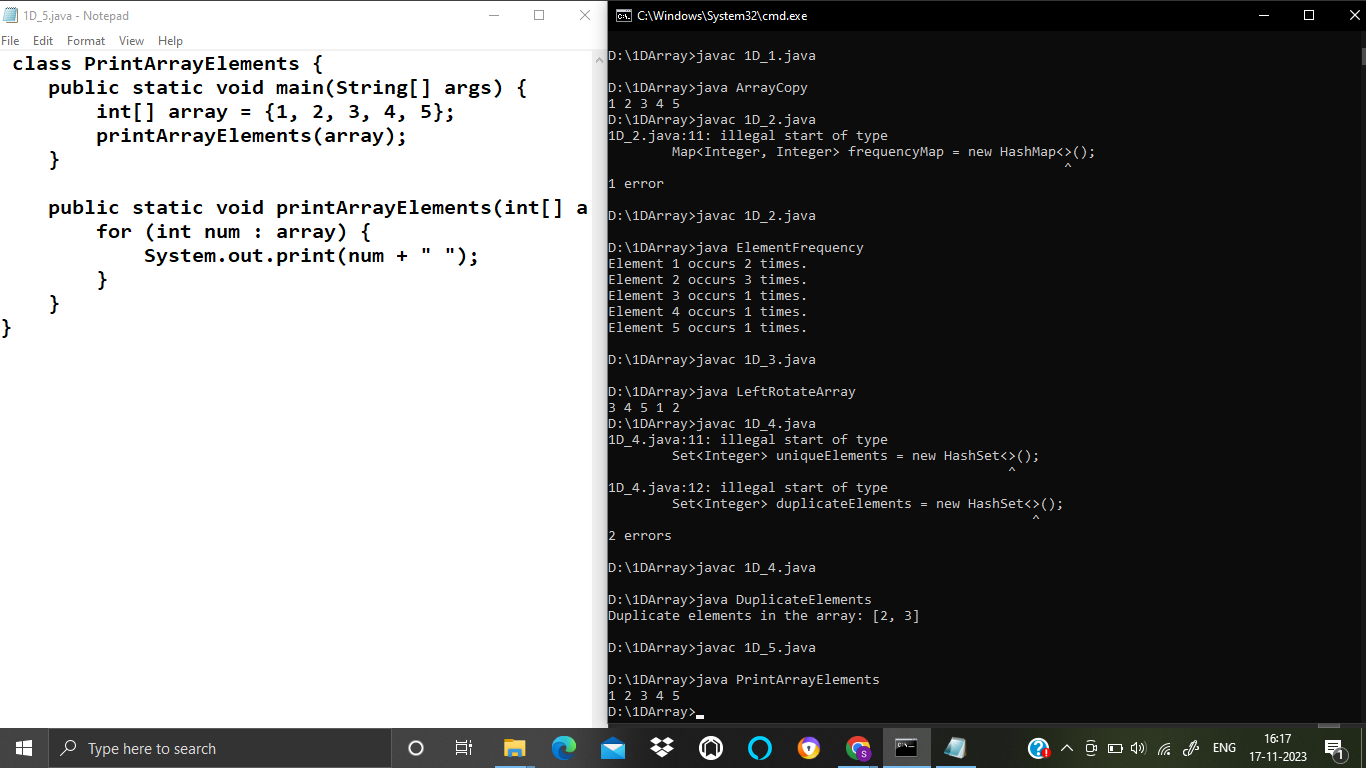 1D_5.java - Notepad
File Edit Format View Help
class PrintArrayElements {
    public static void main(String[] args) {
        int[] array = {1, 2, 3, 4, 5};
        printArrayElements(array);
    }
    public static void printArrayElements(int[] a
        for (int num : array) {
            System.out.print(num + " ");
        }
    }
}
C:\Windows\System32\cmd.exe
D:\1DArray>javac 1D_1.java
D:\1DArray>java ArrayCopy
1 2 3 4 5
D:\1DArray>javac 1D_2.java
1D_2.java:11: illegal start of type
        Map<Integer, Integer> frequencyMap = new HashMap<>();
                                                         ^
1 error
D:\1DArray>javac 1D_2.java
D:\1DArray>java ElementFrequency
Element 1 occurs 2 times.
Element 2 occurs 3 times.
Element 3 occurs 1 times.
Element 4 occurs 1 times.
Element 5 occurs 1 times.
D:\1DArray>javac 1D_3.java
D:\1DArray>java LeftRotateArray
3 4 5 1 2
D:\1DArray>javac 1D_4.java
1D_4.java:11: illegal start of type
        Set<Integer> uniqueElements = new HashSet<>();
                                                  ^
1D_4.java:12: illegal start of type
        Set<Integer> duplicateElements = new HashSet<>();
                                                     ^
2 errors
D:\1DArray>javac 1D_4.java
D:\1DArray>java DuplicateElements
Duplicate elements in the array: [2, 3]
D:\1DArray>javac 1D_5.java
D:\1DArray>java PrintArrayElements
1 2 3 4 5
D:\1DArray>
Type here to search
S
ENG
16:17
17-11-2023
1